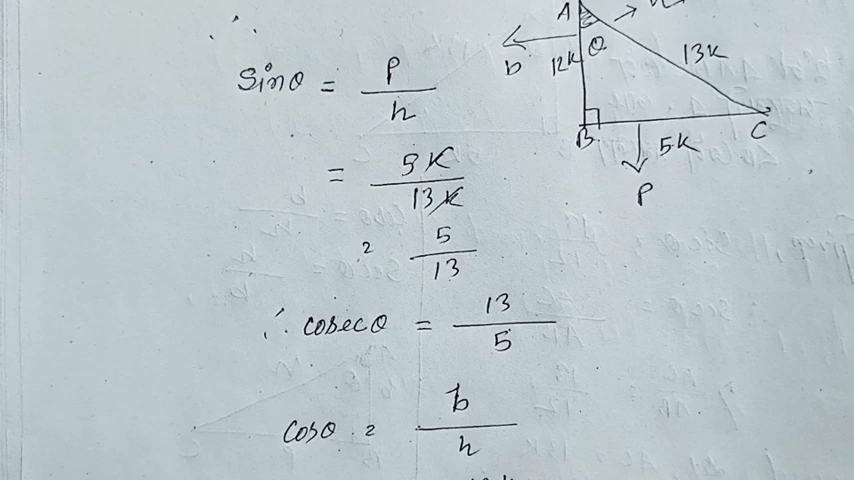 ∴
A
θ
b
12K
13K
B
C
5K
P
Sinθ = P/h
= 5K/13K
= 5/13
∴ cosecθ = 13/5
cosθ = b/h